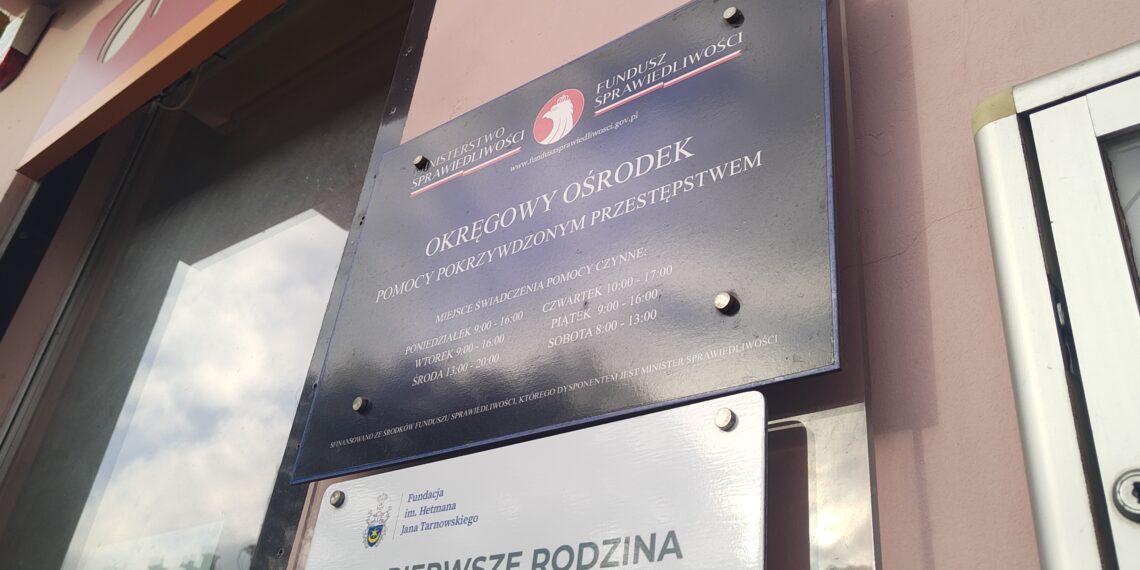 MINISTERSTWO
SPRAWIEDLIWOŚCI
FUNDUSZ
SPRAWIEDLIWOŚCI
www.funduszsprawiedliwosci.gov.pl
OKRĘGOWY OŚRODEK
POMOCY POKRZYWDZONYM PRZESTĘPSTWEM
MIEJSCE ŚWIADCZENIA POMOCY CZYNNE:
PONIEDZIAŁEK 9:00 - 16:00
WTOREK 9:00 - 16:00
ŚRODA 13:00 - 20:00
CZWARTEK 10:00 - 17:00
PIĄTEK 9:00 - 16:00
SOBOTA 8:00 - 13:00
SFINANSOWANO ZE ŚRODKÓW FUNDUSZU SPRAWIEDLIWOŚCI, KTÓREGO DYSPONENTEM JEST MINISTER SPRAWIEDLIWOŚCI
Fundacja
im. Hetmana
Jana Tarnowskiego
PIERWSZE RODZINA